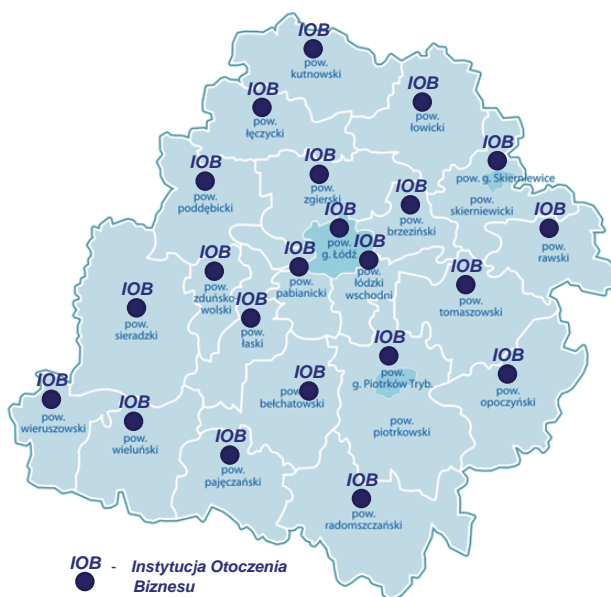 IOB
pow.
kutnowski
IOB
pow.
łęczycki
IOB
pow.
łowicki
IOB
pow. g. Skierniewice
pow.
skierniewicki
IOB
pow.
poddębicki
IOB
pow.
zgierski
IOB
pow.
brzeziński
IOB
pow.
rawski
IOB
pow.
g. Łódź
IOB
pow.
pabianicki
IOB
pow.
łódzki
wschodni
IOB
pow.
zduńsko-
wolski
IOB
pow.
tomaszowski
IOB
pow.
sieradzki
IOB
pow.
łaski
IOB
pow.
g. Piotrków Tryb.
pow.
piotrkowski
IOB
pow.
opoczyński
IOB
pow.
bełchatowski
IOB
pow.
wieruszowski
IOB
pow.
wieluński
IOB
pow.
pajęczański
IOB
pow.
radomszczański
IOB - Instytucja Otoczenia
Biznesu